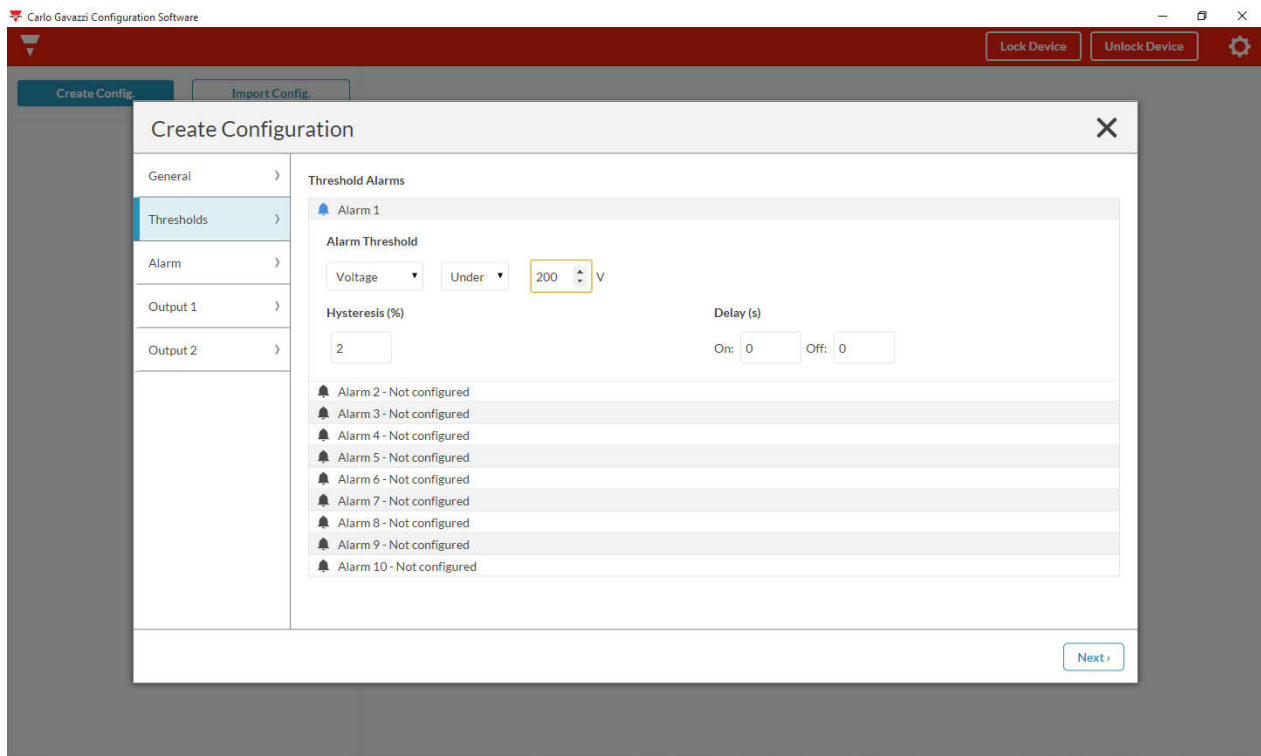 Carlo Gavazzi Configuration Software
Lock Device Unlock Device
Create Config. Import Config.
Create Configuration
General
Thresholds
Alarm
Output 1
Output 2
Threshold Alarms
Alarm 1
Alarm Threshold
Voltage Under 200 V
Hysteresis (%) Delay (s)
2 On: 0 Off: 0
Alarm 2 - Not configured
Alarm 3 - Not configured
Alarm 4 - Not configured
Alarm 5 - Not configured
Alarm 6 - Not configured
Alarm 7 - Not configured
Alarm 8 - Not configured
Alarm 9 - Not configured
Alarm 10 - Not configured
Next ›